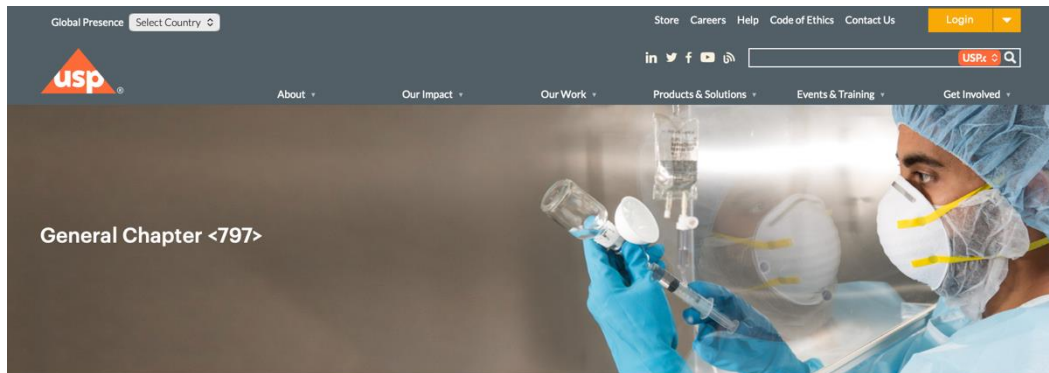 Global Presence Select Country
Store Careers Help Code of Ethics Contact Us Login
usp®
USP.c
About Our Impact Our Work Products & Solutions Events & Training Get Involved
General Chapter <797>